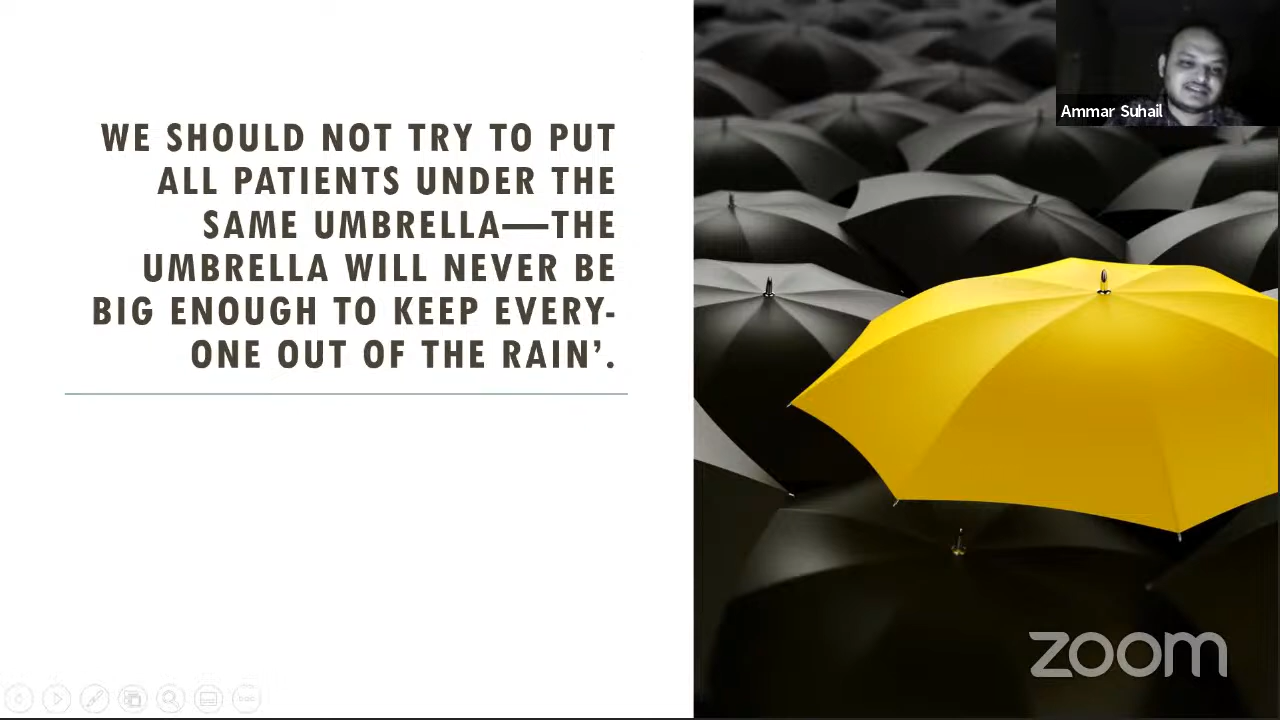 WE SHOULD NOT TRY TO PUT
ALL PATIENTS UNDER THE
SAME UMBRELLA—THE
UMBRELLA WILL NEVER BE
BIG ENOUGH TO KEEP EVERY-
ONE OUT OF THE RAIN’.
Ammar Suhail
zoom